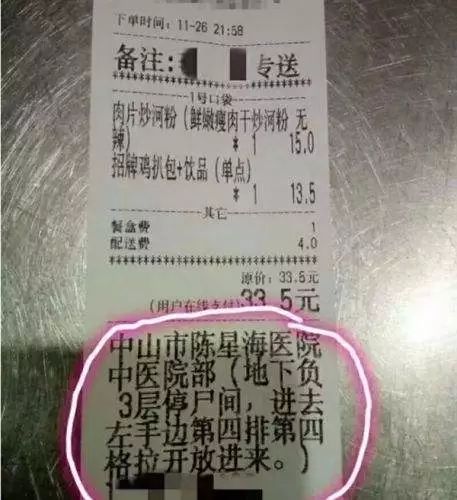 下单时间: 11-26 21:58
备注: 专送
1号口袋
肉片炒河粉(鲜嫩瘦肉干炒河粉 无
辣) * 1 15.0
招牌鸡扒包+饮品(单点)
* 1 13.5
其它
餐盒费 1
配送费 4.0
原价: 33.5元
(用户在线支付)33.5元
中山市陈星海医院
中医院部(地下负
3层停尸间,进去
左手边第四排第四
格拉开放进来。)